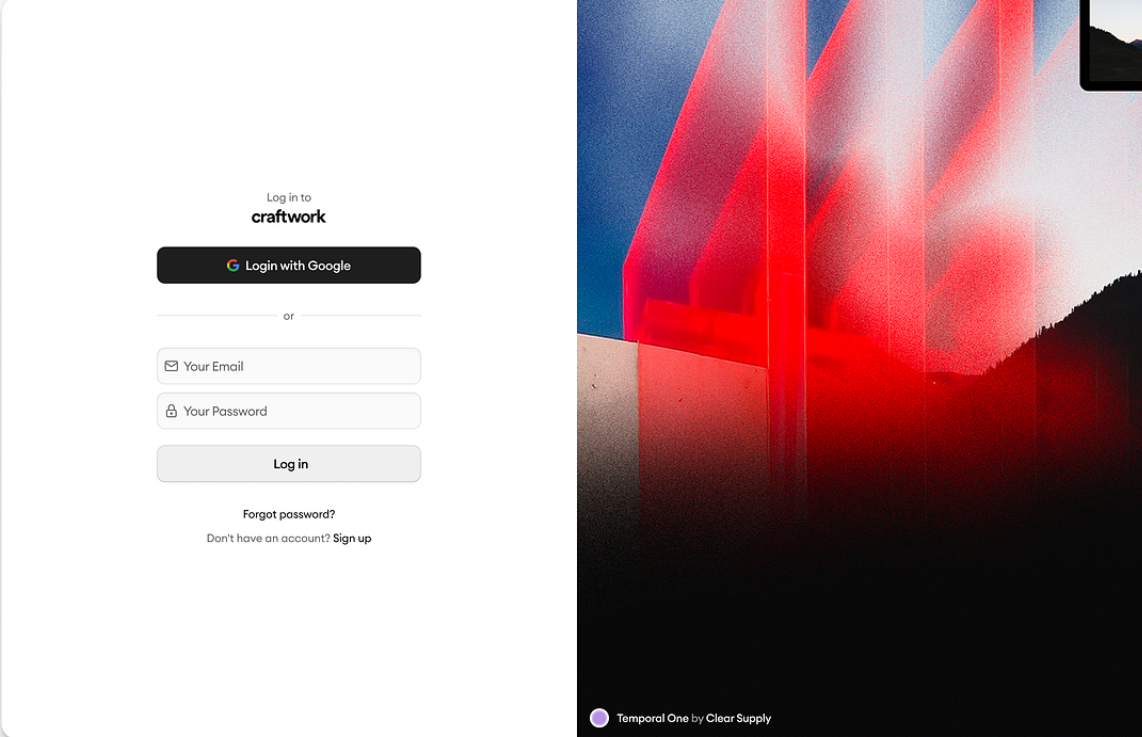 Log in to
craftwork
Login with Google
or
Your Email
Your Password
Log in
Forgot password?
Don't have an account? Sign up
Temporal One by Clear Supply